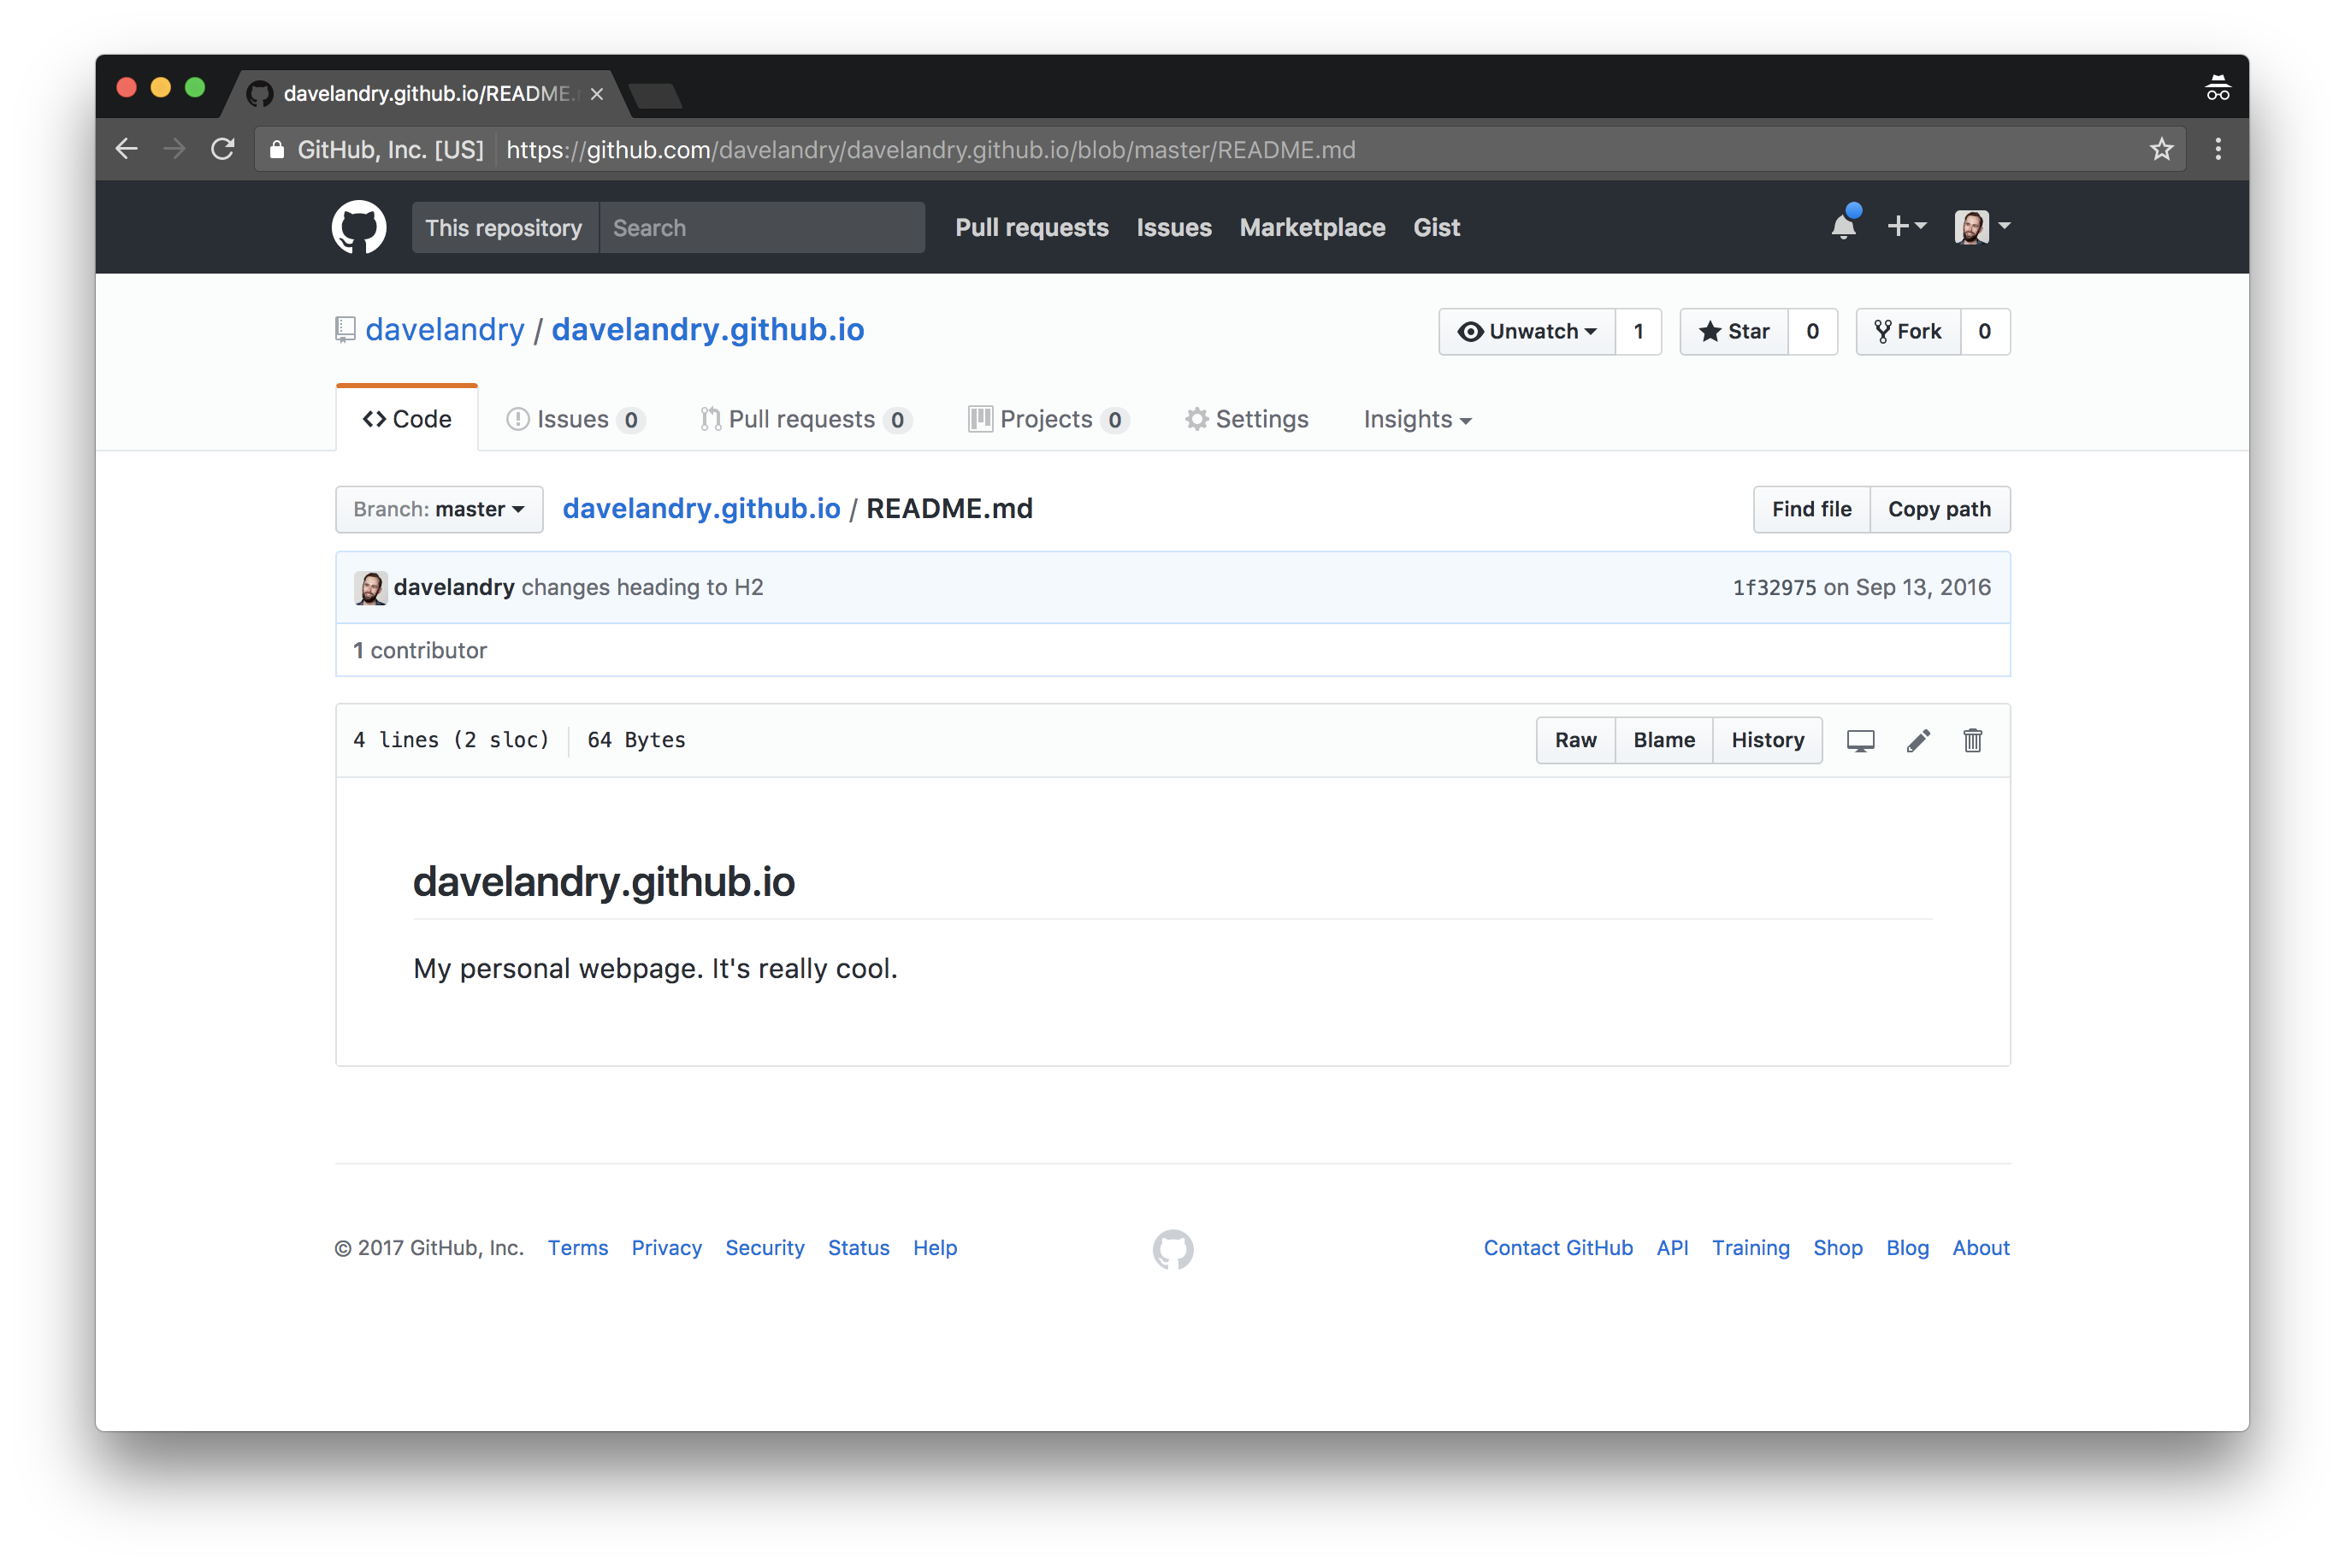 davelandry.github.io/README.
GitHub, Inc. [US] https://github.com/davelandry/davelandry.github.io/blob/master/README.md
This repository Search Pull requests Issues Marketplace Gist
davelandry / davelandry.github.io Unwatch 1 Star 0 Fork 0
Code Issues 0 Pull requests 0 Projects 0 Settings Insights
Branch: master davelandry.github.io / README.md Find file Copy path
davelandry changes heading to H2 1f32975 on Sep 13, 2016
1 contributor
4 lines (2 sloc) 64 Bytes Raw Blame History
davelandry.github.io
My personal webpage. It's really cool.
© 2017 GitHub, Inc. Terms Privacy Security Status Help Contact GitHub API Training Shop Blog About